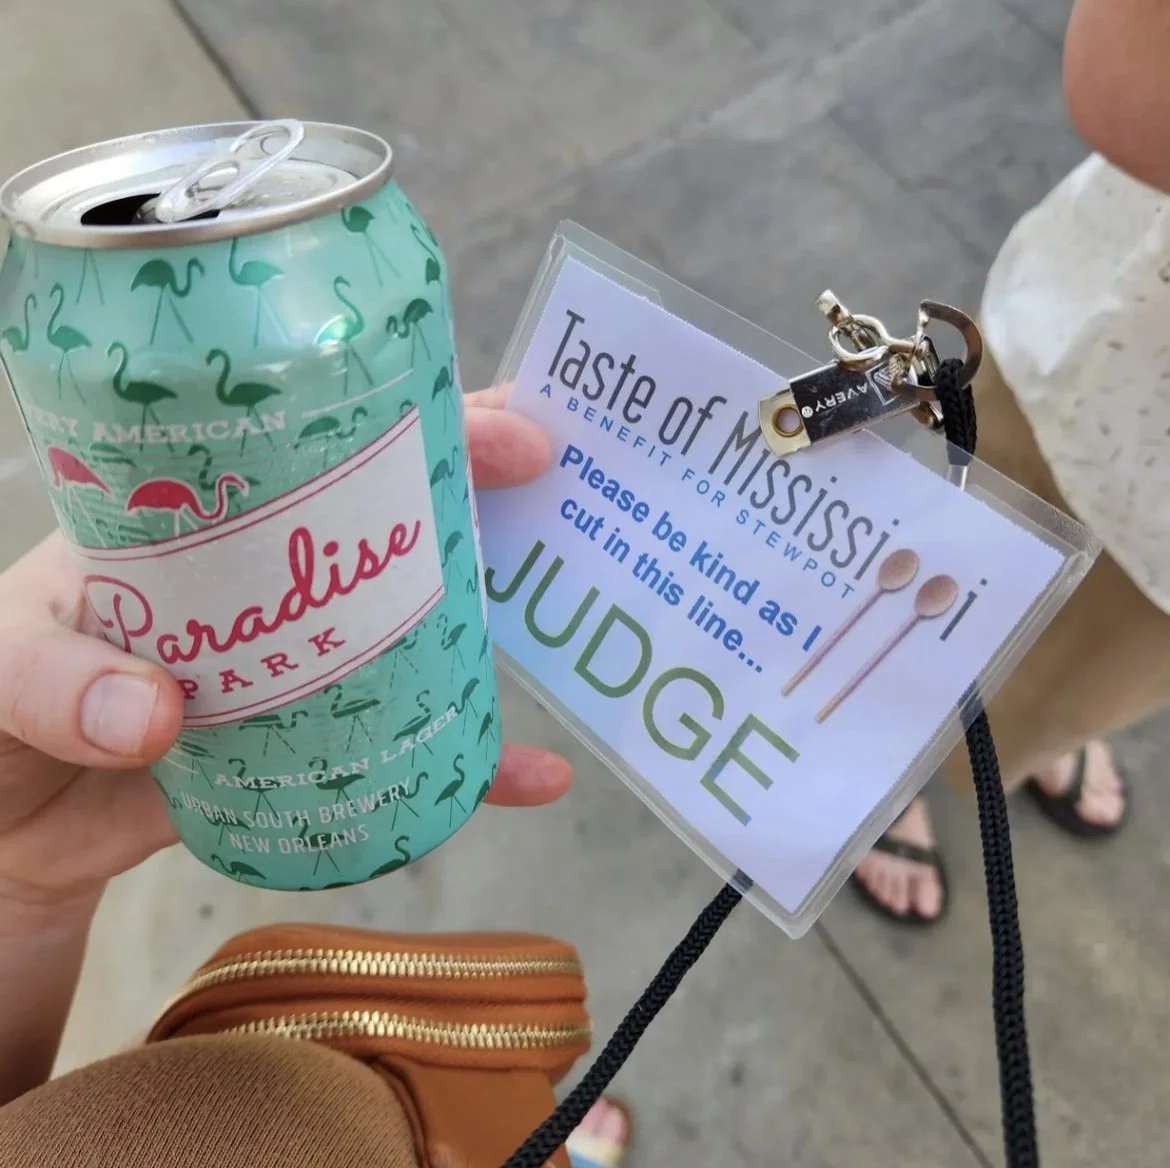 AMERICAN
Paradise
PARK
AMERICAN LAGER
URBAN SOUTH BREWERY
NEW ORLEANS
Taste of Mississi i
A BENEFIT FOR STEWPOT
Please be kind as I
cut in this line...
JUDGE
AVERY